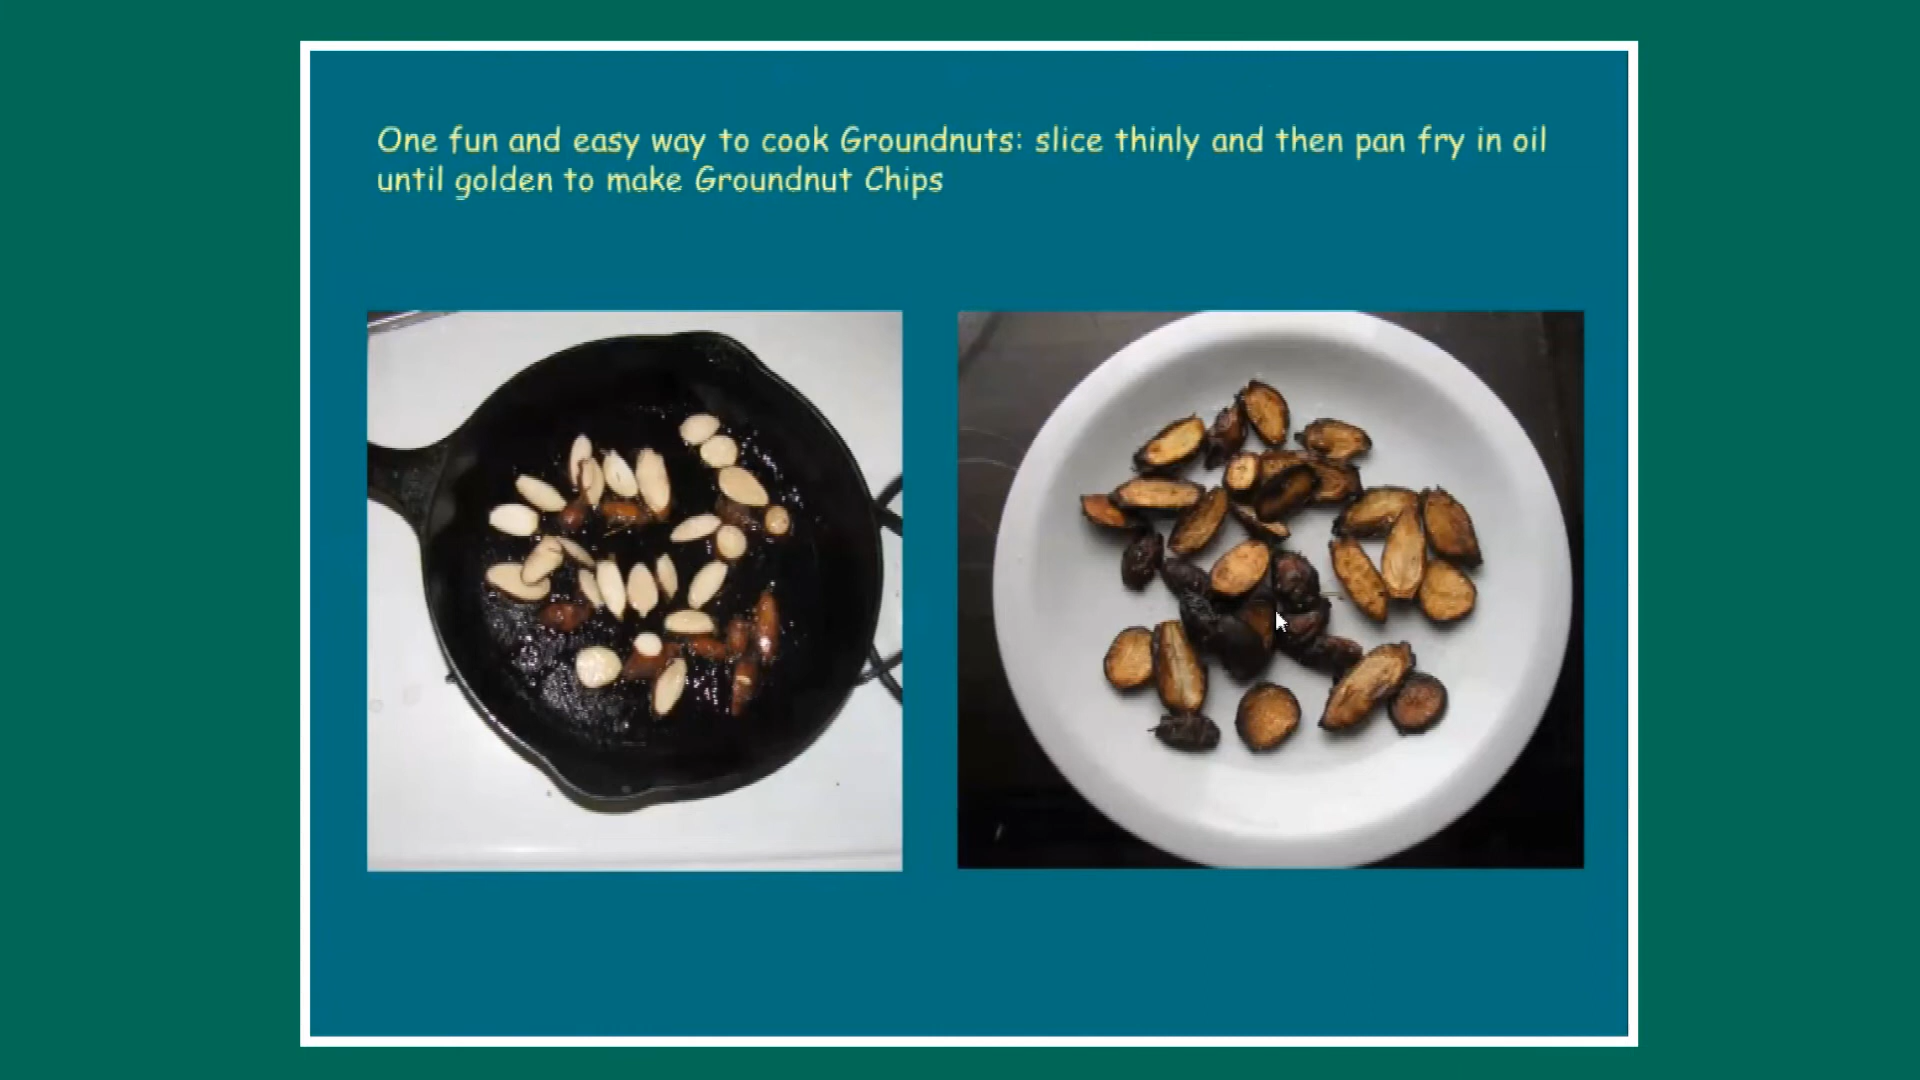 One fun and easy way to cook Groundnuts: slice thinly and then pan fry in oil
until golden to make Groundnut Chips